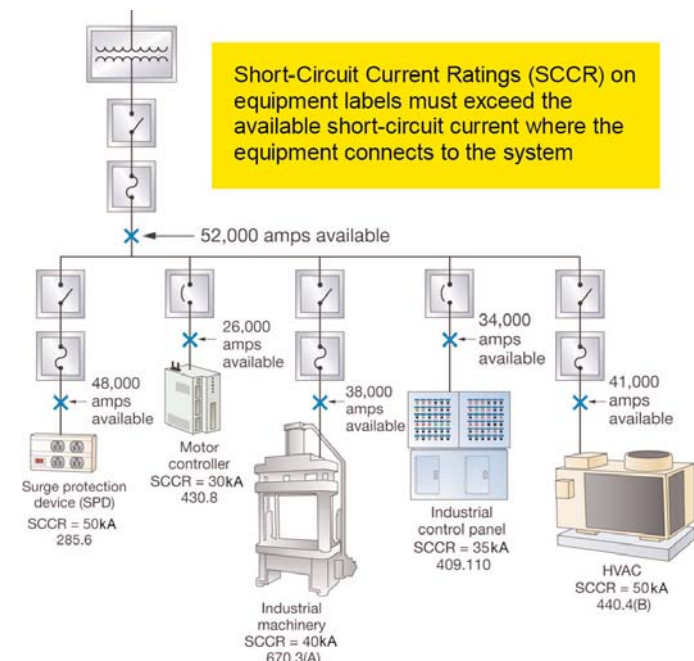 Short-Circuit Current Ratings (SCCR) on
equipment labels must exceed the
available short-circuit current where the
equipment connects to the system
52,000 amps available
48,000
amps
available
Surge protection
device (SPD)
SCCR = 50kA
285.6
26,000
amps
available
Motor
controller
SCCR = 30kA
430.8
38,000
amps
available
Industrial
machinery
SCCR = 40kA
670.3(A)
34,000
amps
available
Industrial
control panel
SCCR = 35kA
409.110
41,000
amps
available
HVAC
SCCR = 50kA
440.4(B)